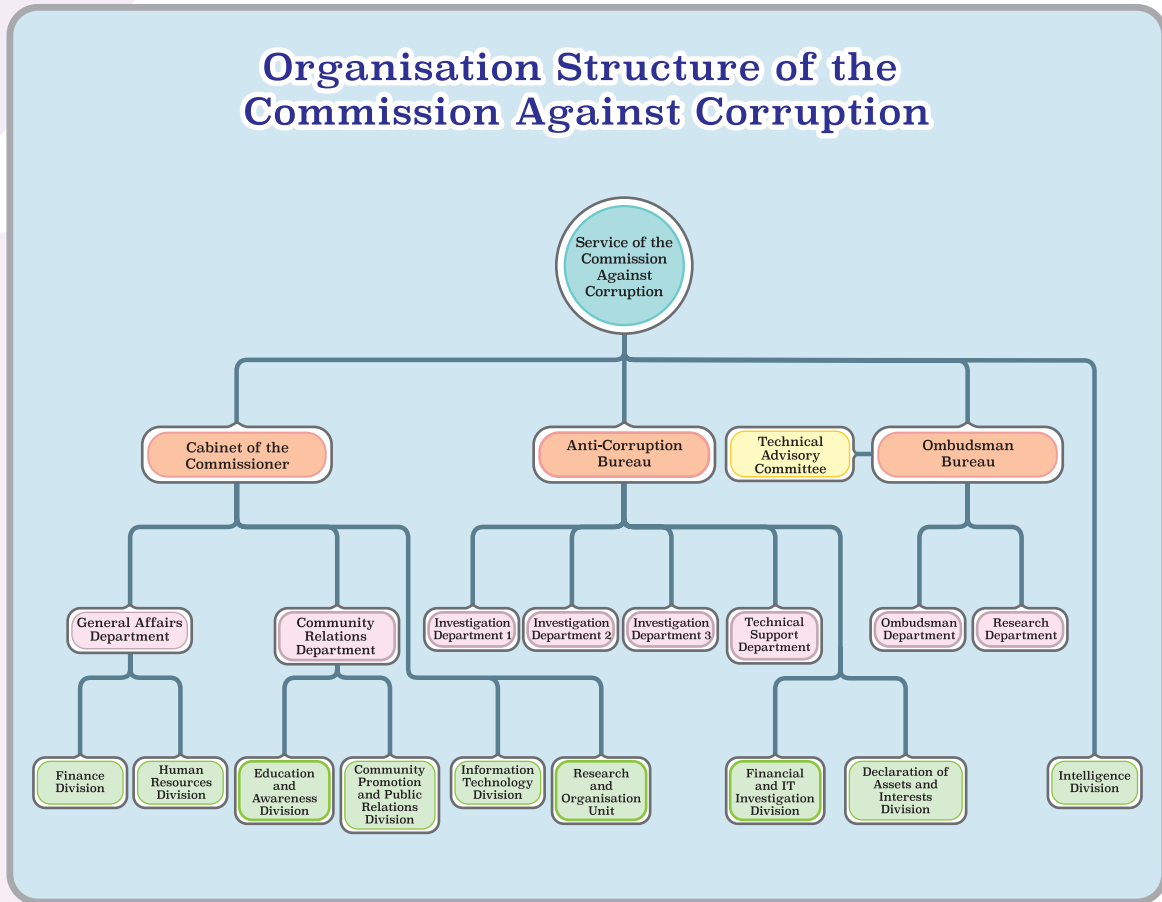 Organisation Structure of the
Commission Against Corruption
Service of the
Commission
Against
Corruption
Cabinet of the
Commissioner
Anti-Corruption
Bureau
Technical
Advisory
Committee
Ombudsman
Bureau
General Affairs
Department
Community
Relations
Department
Investigation
Department 1
Investigation
Department 2
Investigation
Department 3
Technical
Support
Department
Ombudsman
Department
Research
Department
Finance
Division
Human
Resources
Division
Education
and
Awareness
Division
Community
Promotion
and Public
Relations
Division
Information
Technology
Division
Research
and
Organisation
Unit
Financial
and IT
Investigation
Division
Declaration of
Assets and
Interests
Division
Intelligence
Division